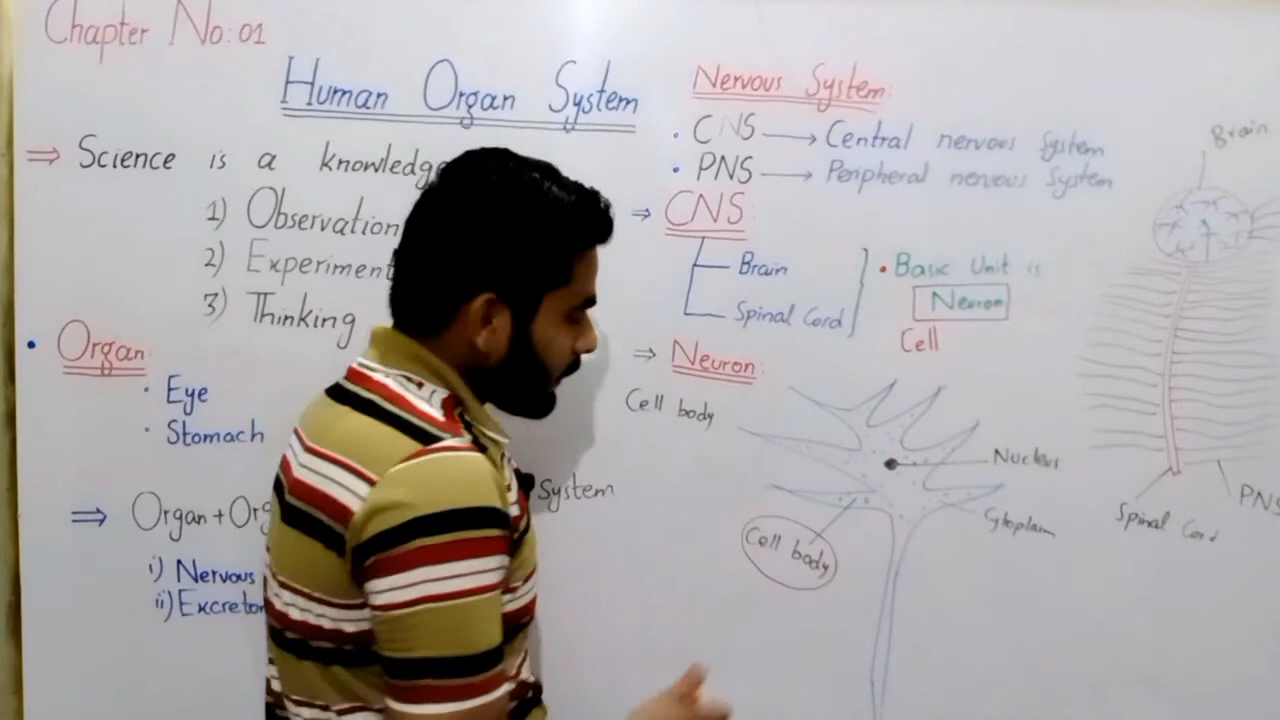 Chapter No:01
Human Organ System
⇒ Science is a knowledge
1) Observation
2) Experiment
3) Thinking
• Organ:
• Eye
• Stomach
⇒ Organ + Org
System
i) Nervous
ii) Excretor
Nervous System:
• CNS → Central nervous System
• PNS → Peripheral nervous System
⇒ CNS:
Brain
Spinal Cord
• Basic Unit is
Neuron
Cell
⇒ Neuron:
Cell body
Nucleus
Cytoplasm
Cell body
Brain
Spinal Cord
PNS